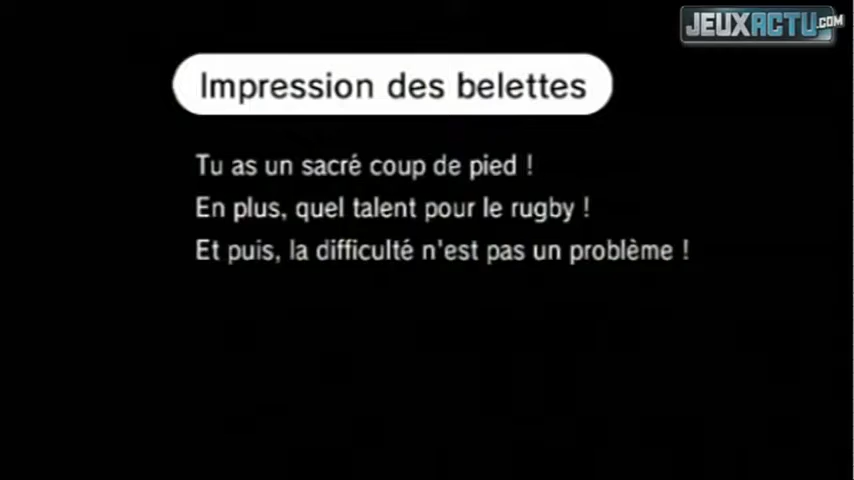 JEUXACTU.COM
Impression des belettes
Tu as un sacré coup de pied !
En plus, quel talent pour le rugby !
Et puis, la difficulté n'est pas un problème !